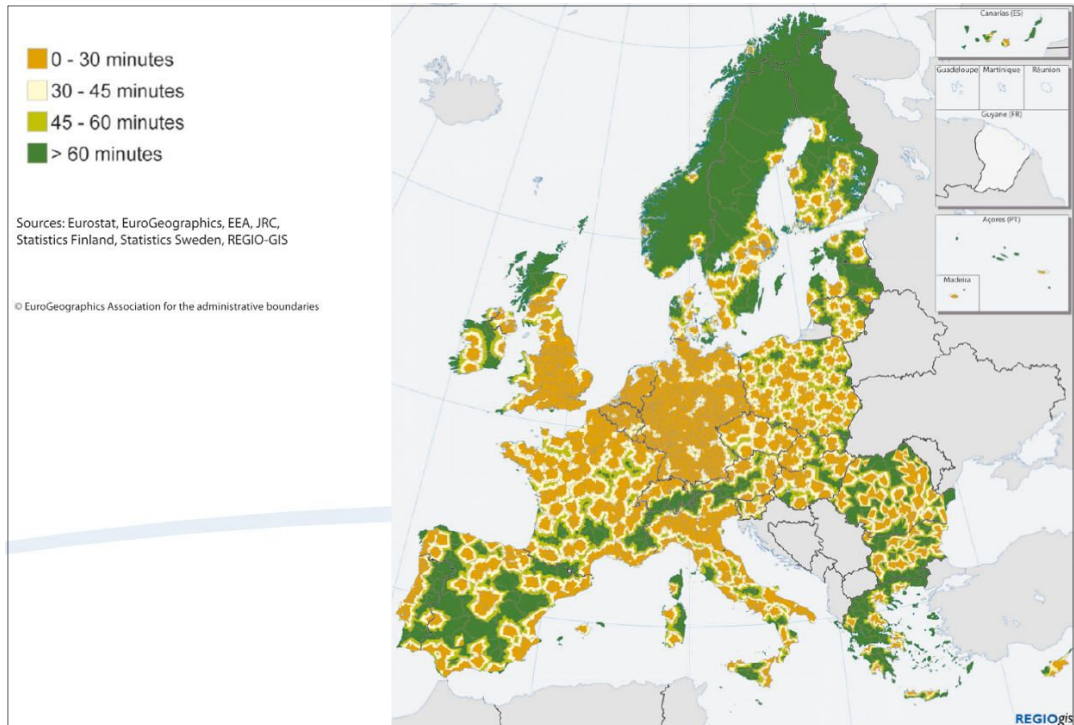 0 - 30 minutes
30 - 45 minutes
45 - 60 minutes
> 60 minutes
Sources: Eurostat, EuroGeographics, EEA, JRC,
Statistics Finland, Statistics Sweden, REGIO-GIS
© EuroGeographics Association for the administrative boundaries
Canarias (ES)
Guadeloupe Martinique Réunion
Guyane (FR)
Açores (PT)
Madeira
REGIOgis